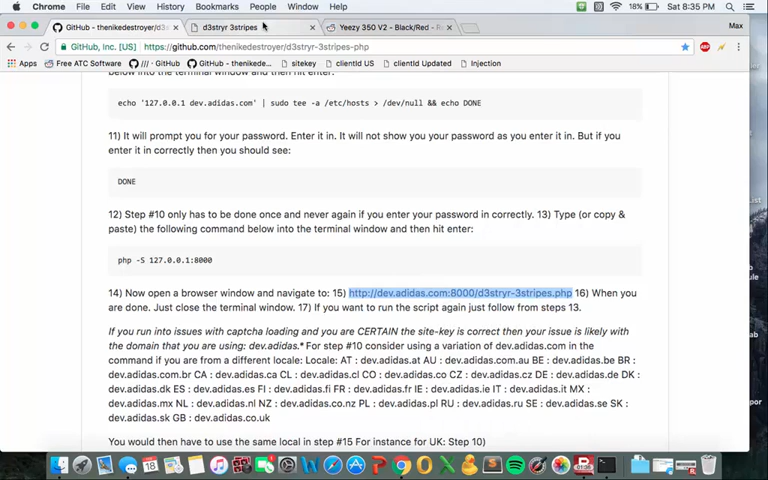 Chrome File Edit View History Bookmarks People Window Help
Sat 8:35 PM
GitHub - thenikedestroyer/d3s
d3stryr 3stripes
Yeezy 350 V2 - Black/Red - Re
Max
GitHub, Inc. [US] https://github.com/thenikedestroyer/d3stryr-3stripes-php
Apps Free ATC Software /// · GitHub GitHub - thenikede... sitekey clientId Updated clientId Injection
below into the terminal window and then hit enter:
echo '127.0.0.1 dev.adidas.com' | sudo tee -a /etc/hosts > /dev/null && echo DONE
11) It will prompt you for your password. Enter it in. It will not show you your password as you enter it in. But if you
enter it in correctly then you should see:
DONE
12) Step #10 only has to be done once and never again if you enter your password in correctly. 13) Type (or copy &
paste) the following command below into the terminal window and then hit enter:
php -S 127.0.0.1:8000
14) Now open a browser window and navigate to: 15) http://dev.adidas.com:8000/d3stryr-3stripes.php 16) When you
are done. Just close the terminal window. 17) If you want to run the script again just follow from steps 13.
If you run into issues with captcha loading and you are CERTAIN the site-key is correct then your issue is likely with
the domain that you are using: dev.adidas.* For step #10 consider using a variation of dev.adidas.com in the
command if you are from a different locale: Locale: AT : dev.adidas.at AU : dev.adidas.com.au BE : dev.adidas.be BR :
dev.adidas.com.br CA : dev.adidas.ca CL : dev.adidas.cl CO : dev.adidas.co CZ : dev.adidas.cz DE : dev.adidas.de DK :
dev.adidas.dk ES : dev.adidas.es FI : dev.adidas.fi FR : dev.adidas.fr IE : dev.adidas.ie IT : dev.adidas.it MX :
dev.adidas.mx NL : dev.adidas.nl NZ : dev.adidas.co.nz PL : dev.adidas.pl RU : dev.adidas.ru SE : dev.adidas.se SK :
dev.adidas.sk GB : dev.adidas.co.uk
You would then have to use the same local in step #15 For instance for UK: Step 10)